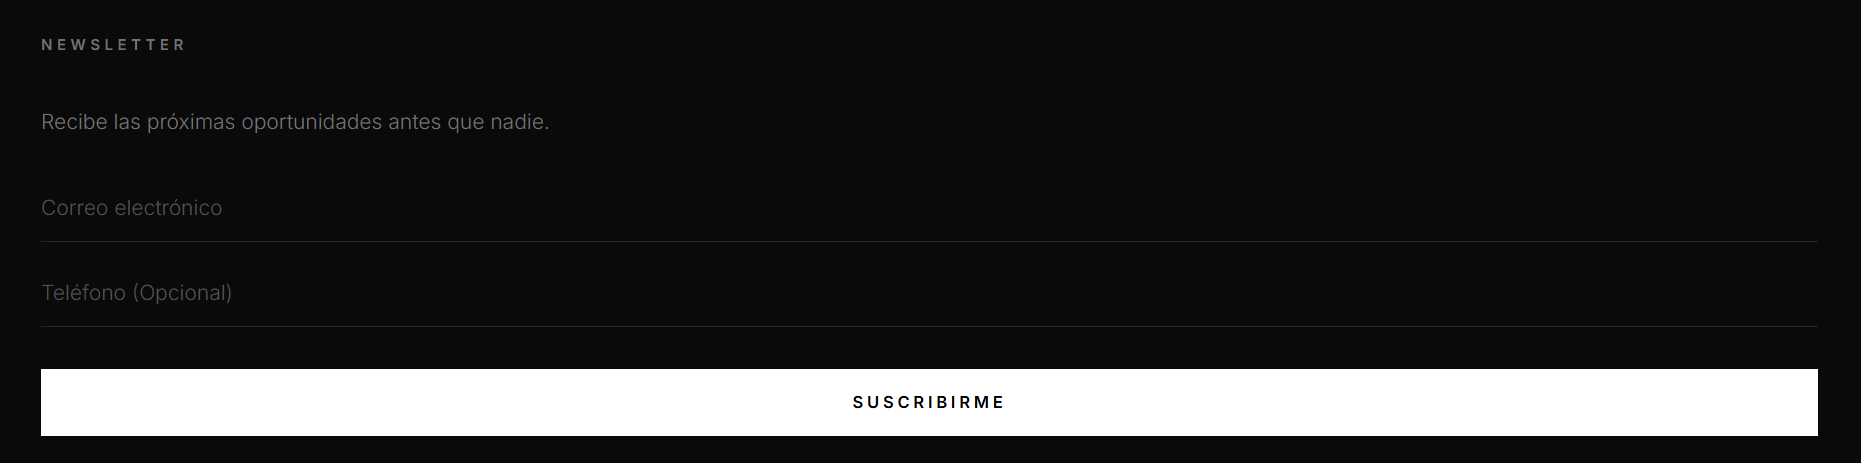 NEWSLETTER
Recibe las próximas oportunidades antes que nadie.
Correo electrónico
Teléfono (Opcional)
SUSCRIBIRME